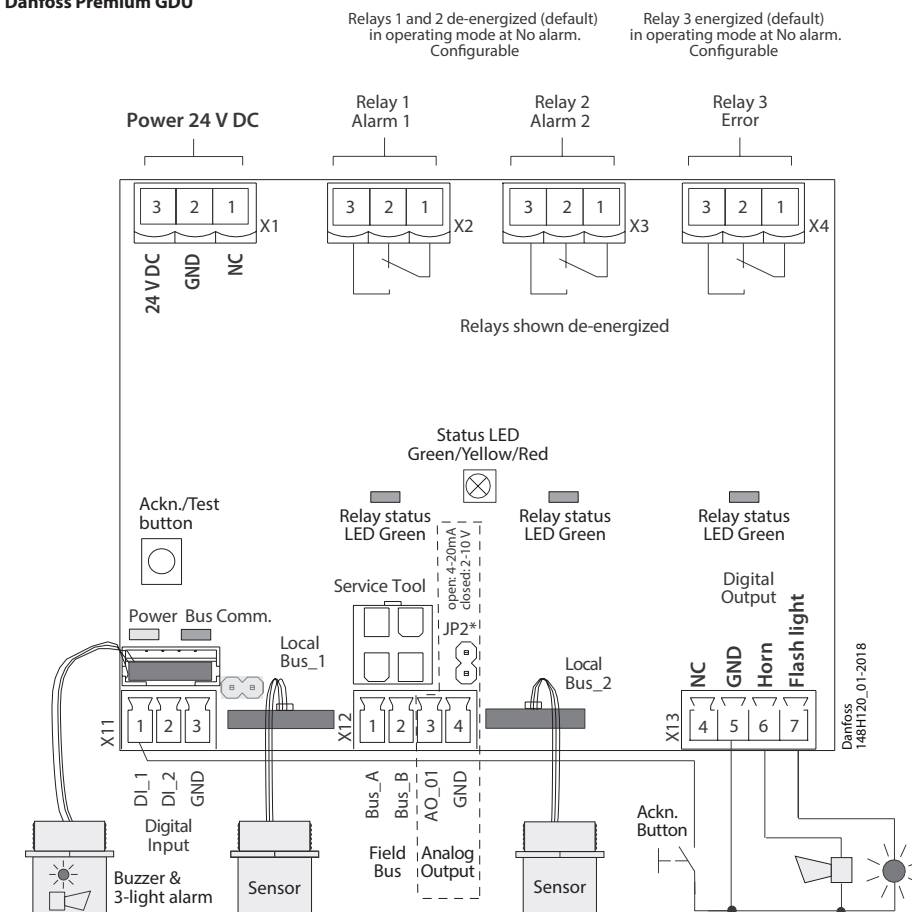 Danfoss Premium GDU
Relays 1 and 2 de-energized (default)
in operating mode at No alarm.
Configurable
Relay 3 energized (default)
in operating mode at No alarm.
Configurable
Power 24 V DC
Relay 1
Alarm 1
Relay 2
Alarm 2
Relay 3
Error
3 2 1
X1
3 2 1
X2
3 2 1
X3
3 2 1
X4
24 V DC
GND
NC
Relays shown de-energized
Status LED
Green/Yellow/Red
Ackn./Test
button
Relay status
LED Green
Relay status
LED Green
Relay status
LED Green
open: 4-20mA
closed: 2-10 V
Service Tool
Digital
Output
Power Bus Comm.
JP2*
Local
Bus_1
Local
Bus_2
NC
GND
Horn
Flash light
X11
1 2 3
X12
1 2 3 4
X13
4 5 6 7
Danfoss
148H120_01-2018
DI_1
DI_2
GND
Bus_A
Bus_B
AO_01
GND
Digital
Input
Field
Bus
Analog
Output
Ackn.
Button
Buzzer &
3-light alarm
Sensor
Sensor